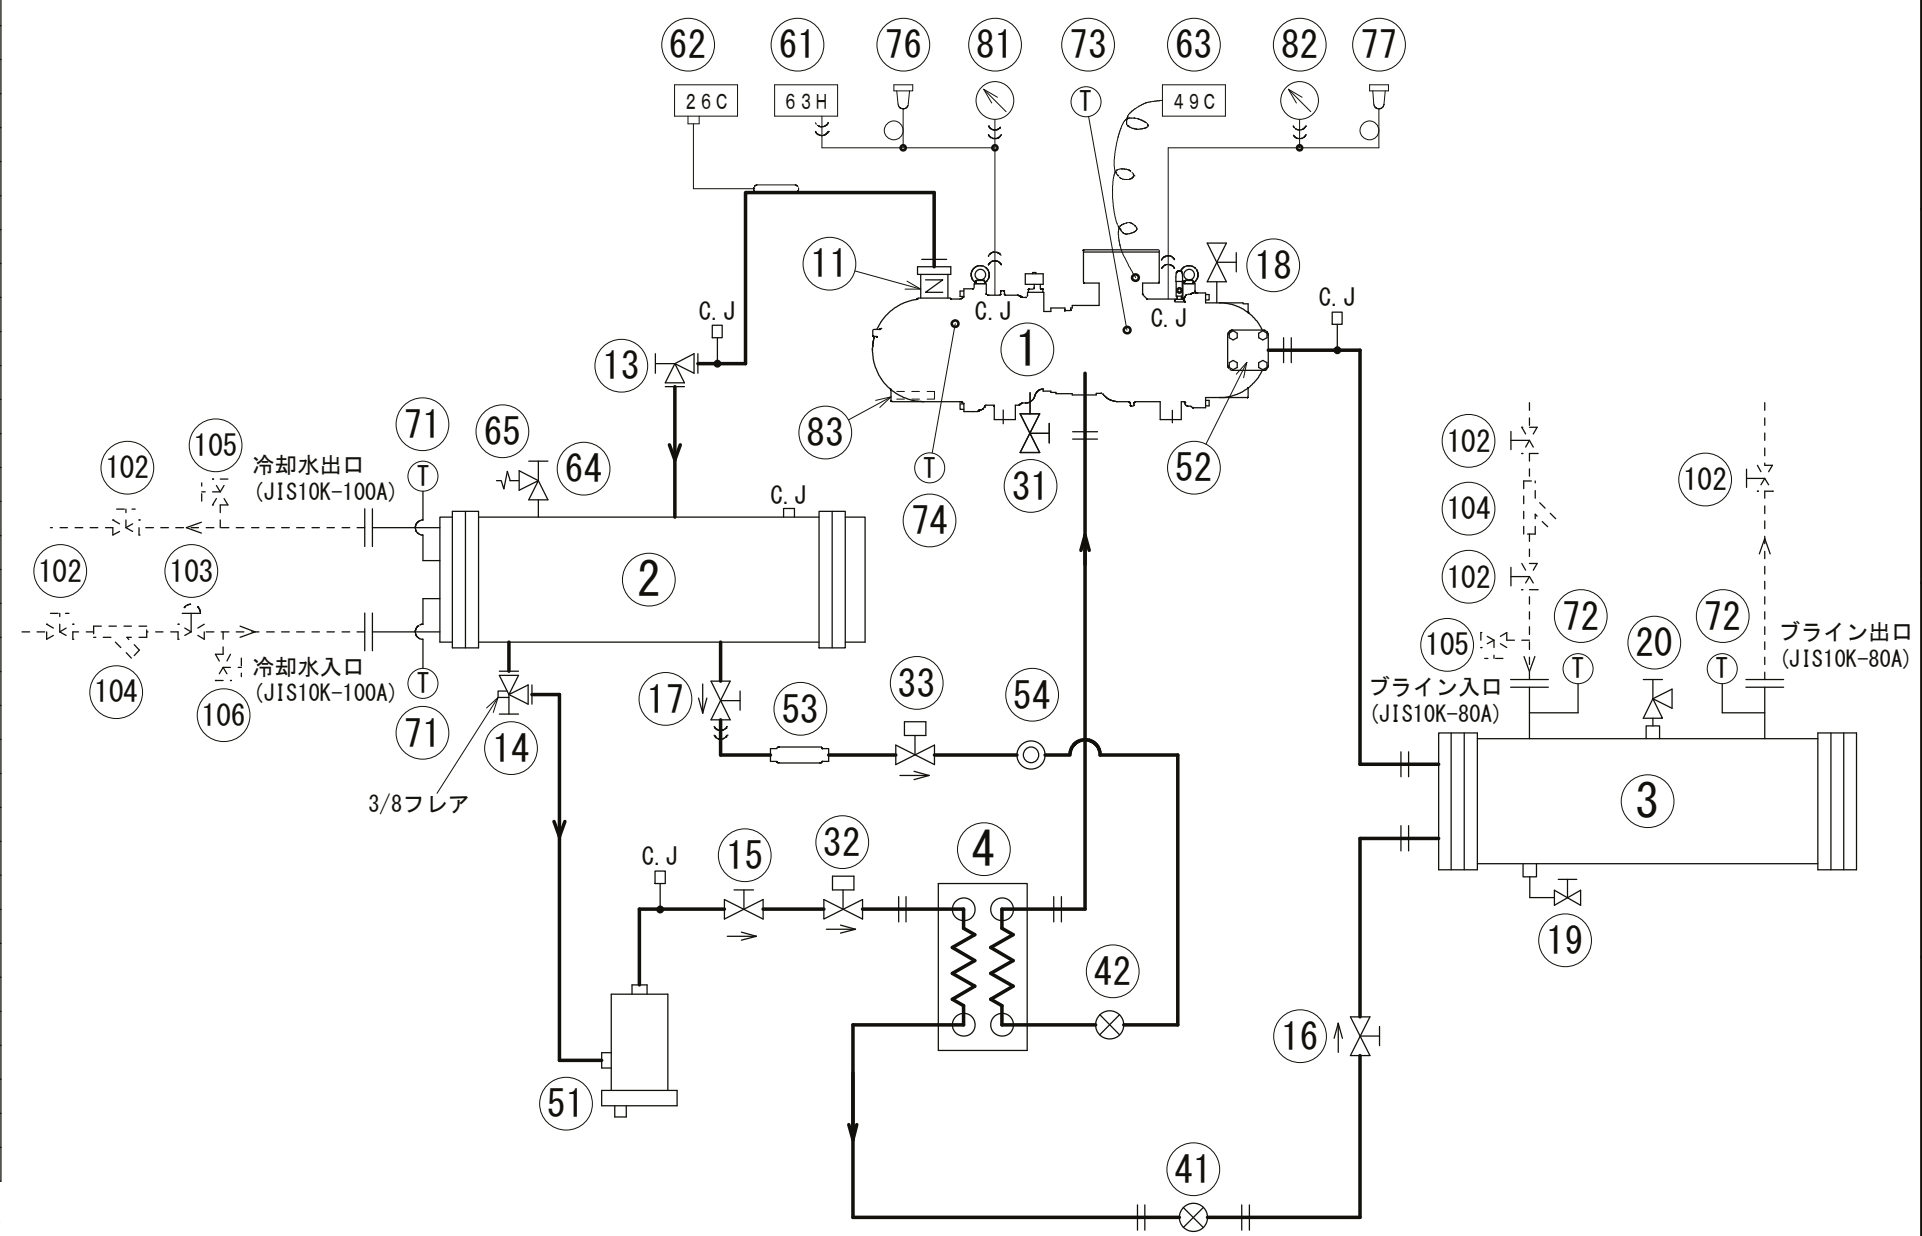 62 61 76 81 73 63 82 77
26C 63H T 49C
11 18
C.J C.J C.J C.J
13 1
71 83 52
65 64 T 31
105 冷却水出口
(JIS10K-100A)
102 T C.J 74
102 103 2
104 106 冷却水入口
(JIS10K-100A)
T
71 14 17 53 33 54
3/8フレア
102 102
104
102
105 72 20 72
T T
ブライン入口
(JIS10K-80A)
ブライン出口
(JIS10K-80A)
3
C.J 15 32 4
19
42
16
51
41